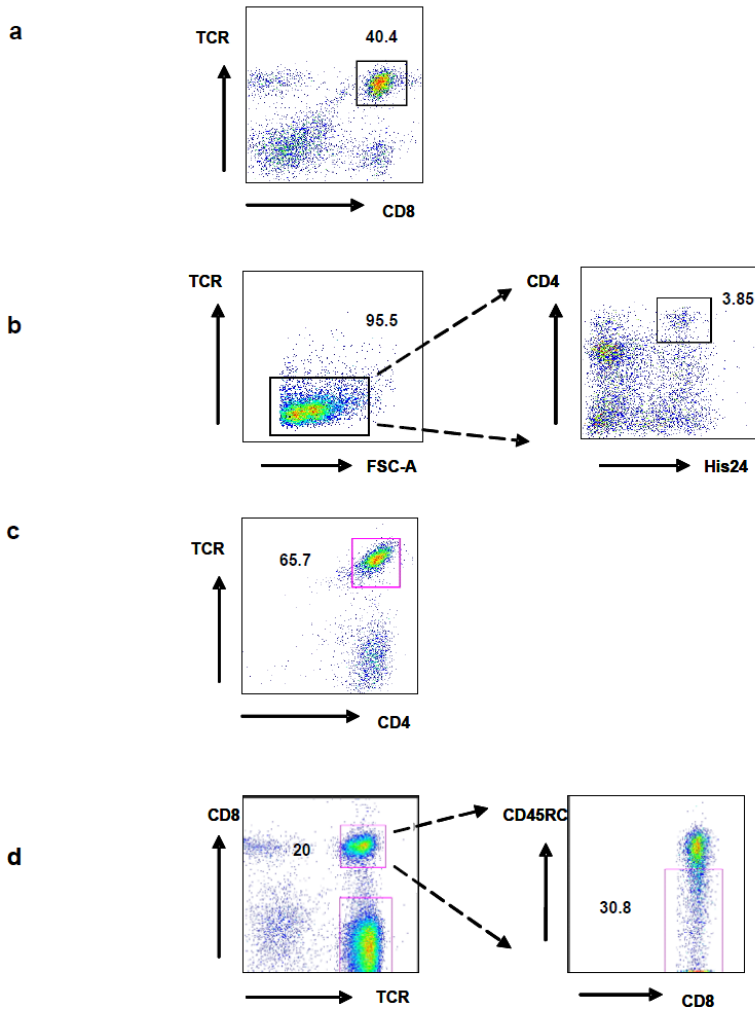 a
TCR
40.4
CD8
b
TCR
95.5
FSC-A
CD4
3.85
His24
c
TCR
65.7
CD4
d
CD8
20
TCR
CD45RC
30.8
CD8